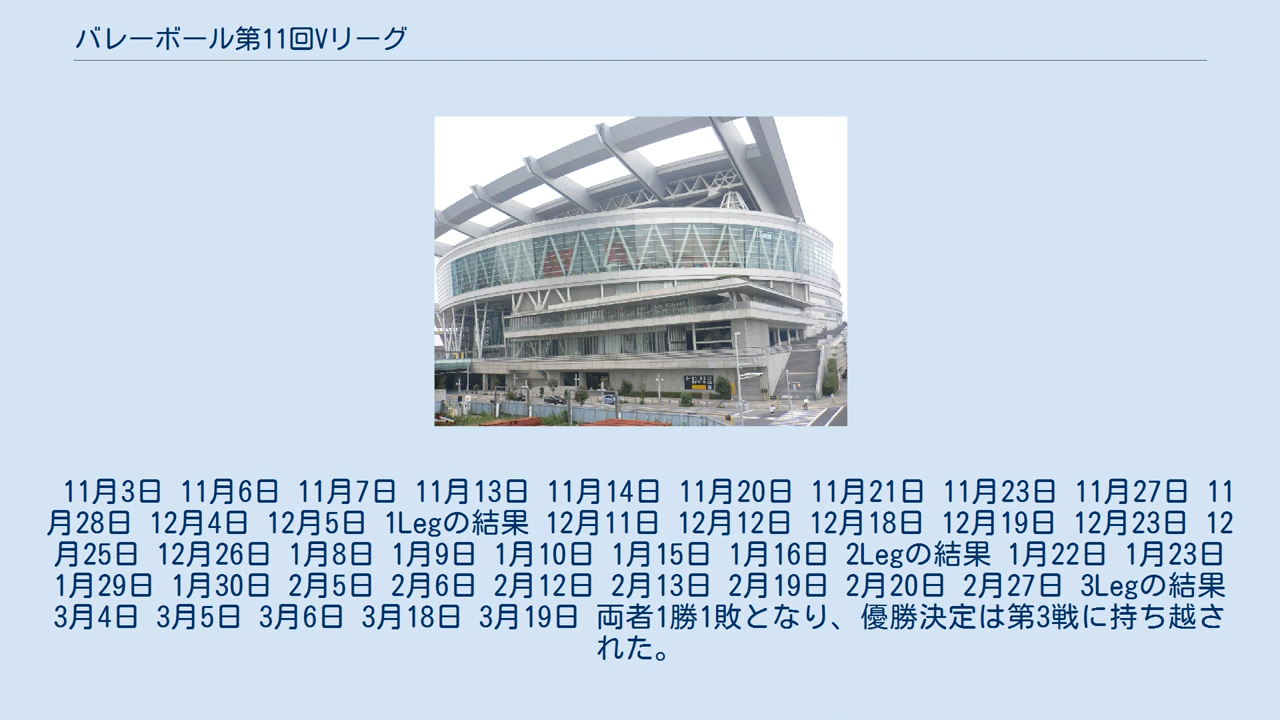 バレーボール第11回Vリーグ
11月3日 11月6日 11月7日 11月13日 11月14日 11月20日 11月21日 11月23日 11月27日 11
月28日 12月4日 12月5日 1Legの結果 12月11日 12月12日 12月18日 12月19日 12月23日 12
月25日 12月26日 1月8日 1月9日 1月10日 1月15日 1月16日 2Legの結果 1月22日 1月23日
1月29日 1月30日 2月5日 2月6日 2月12日 2月13日 2月19日 2月20日 2月27日 3Legの結果
3月4日 3月5日 3月6日 3月18日 3月19日 両者1勝1敗となり、優勝決定は第3戦に持ち越さ
れた。